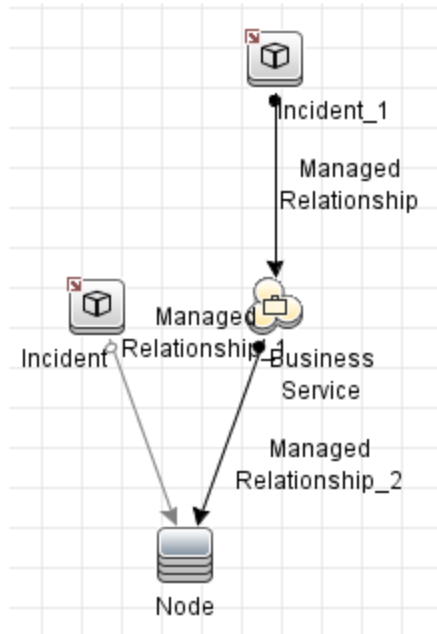 Incident_1
Managed
Relationship
Managed
Incident Relationship_1
Business
Service
Managed
Relationship_2
Node